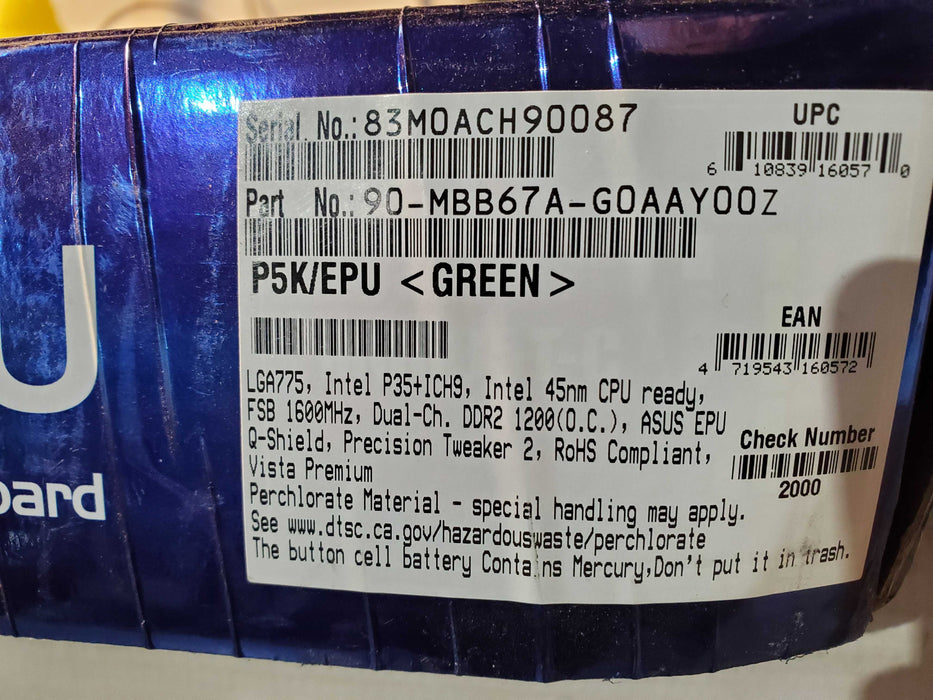 Serial No.: 83M0ACH90087
UPC
6 10839 16057 0
Part No.: 90-MBB67A-G0AAY00Z
P5K/EPU <GREEN>
EAN
4 719543 160572
LGA775, Intel P35+ICH9, Intel 45nm CPU ready,
FSB 1600MHz, Dual-Ch. DDR2 1200(O.C.), ASUS EPU
Q-Shield, Precision Tweaker 2, RoHS Compliant,
Vista Premium
Check Number
2000
Perchlorate Material - special handling may apply.
See www.dtsc.ca.gov/hazardouswaste/perchlorate
The button cell battery Contains Mercury,Don't put it in trash.
U
oard